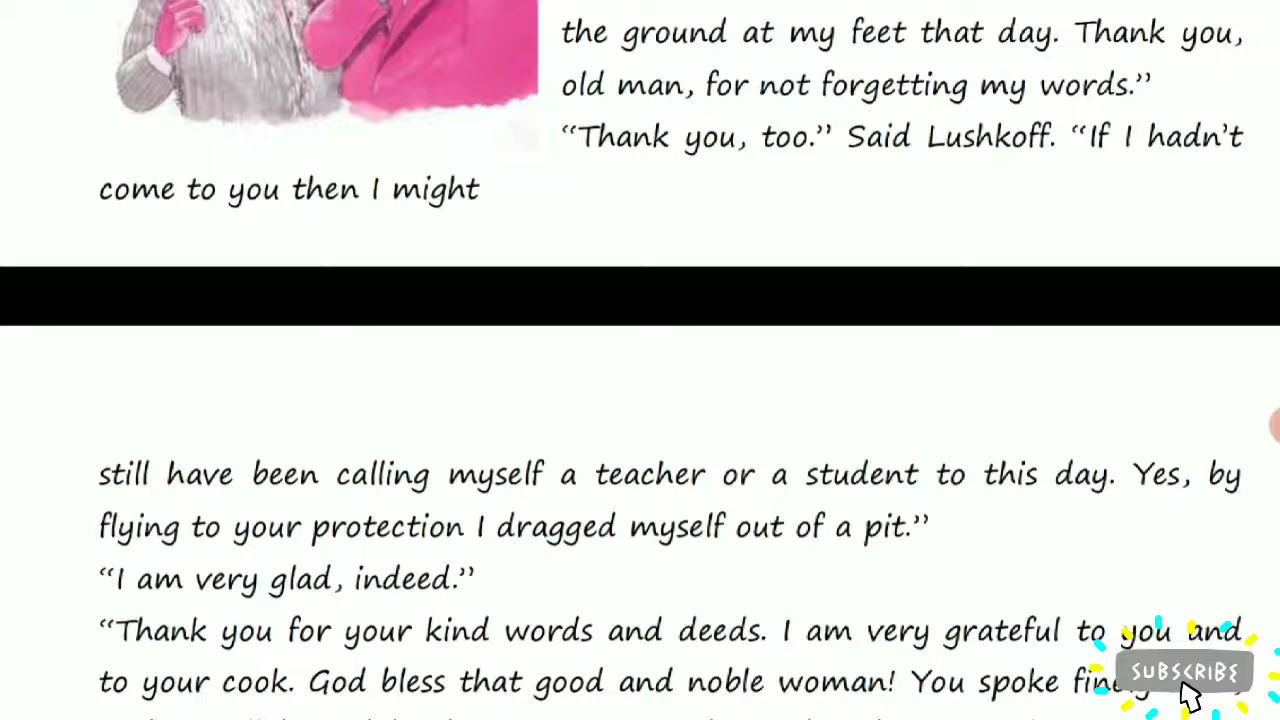 the ground at my feet that day. Thank you,
old man, for not forgetting my words.”
“Thank you, too.” Said Lushkoff. “If I hadn’t
come to you then I might
still have been calling myself a teacher or a student to this day. Yes, by
flying to your protection I dragged myself out of a pit.”
“I am very glad, indeed.”
“Thank you for your kind words and deeds. I am very grateful to you and
to your cook. God bless that good and noble woman! You spoke
SUBSCRIBE